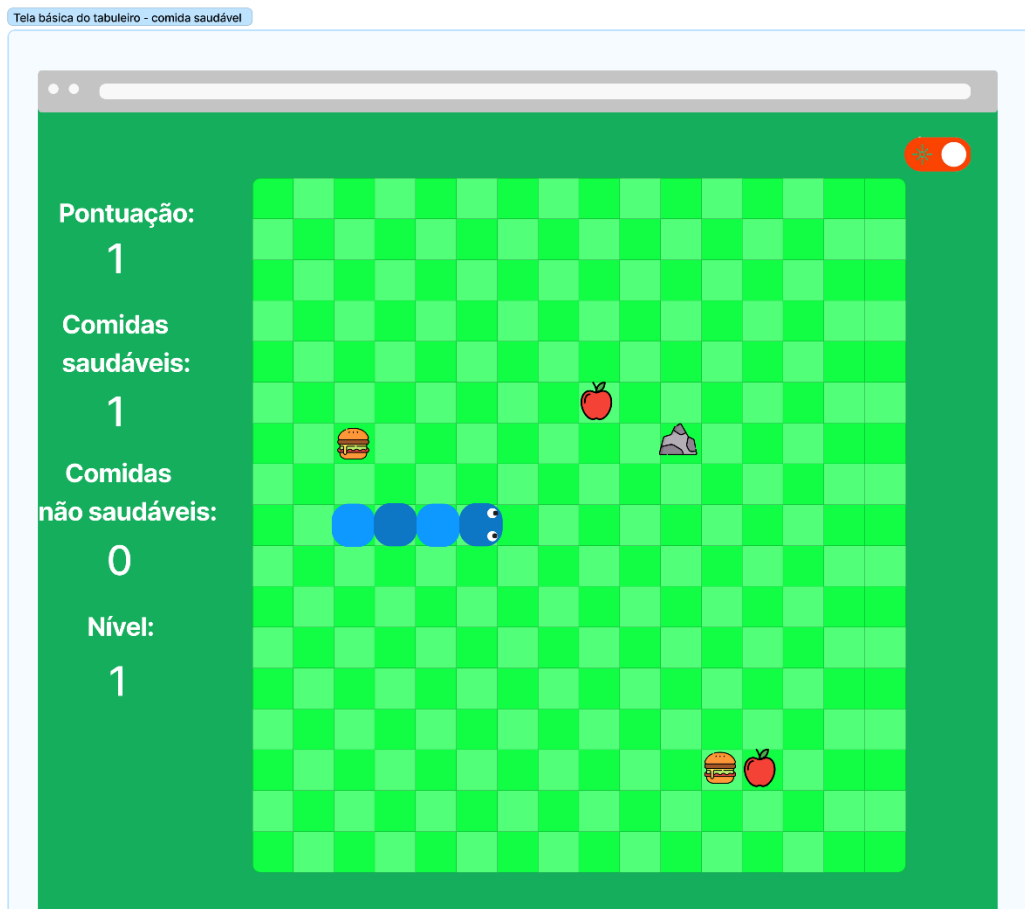 Tela básica do tabuleiro - comida saudável
Pontuação:
1
Comidas
saudáveis:
1
Comidas
não saudáveis:
0
Nível:
1